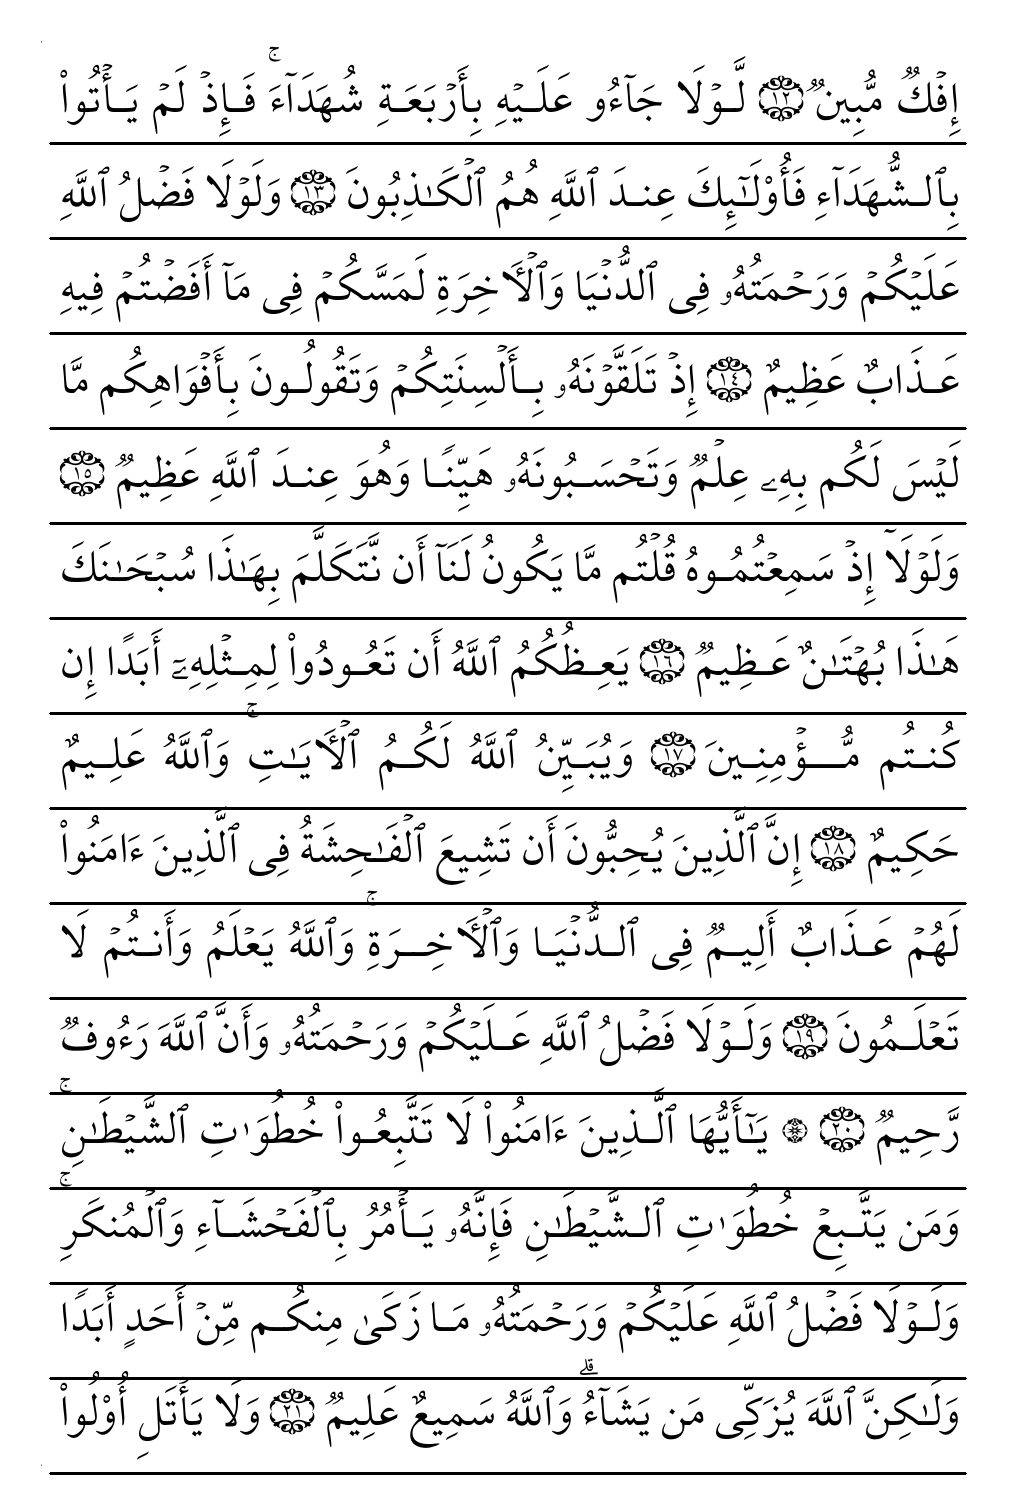 إِفۡكٞ مُّبِينٞ ١٢ لَّوۡلَا جَآءُو عَلَيۡهِ بِأَرۡبَعَةِ شُهَدَآءَۚ فَإِذۡ لَمۡ يَأۡتُواْ
بِٱلشُّهَدَآءِ فَأُوْلَٰٓئِكَ عِندَ ٱللَّهِ هُمُ ٱلۡكَٰذِبُونَ ١٣ وَلَوۡلَا فَضۡلُ ٱللَّهِ
عَلَيۡكُمۡ وَرَحۡمَتُهُۥ فِي ٱلدُّنۡيَا وَٱلۡأٓخِرَةِ لَمَسَّكُمۡ فِي مَآ أَفَضۡتُمۡ فِيهِ
عَذَابٌ عَظِيمٌ ١٤ إِذۡ تَلَقَّوۡنَهُۥ بِأَلۡسِنَتِكُمۡ وَتَقُولُونَ بِأَفۡوَاهِكُم مَّا
لَيۡسَ لَكُم بِهِۦ عِلۡمٞ وَتَحۡسَبُونَهُۥ هَيِّنٗا وَهُوَ عِندَ ٱللَّهِ عَظِيمٞ ١٥
وَلَوۡلَآ إِذۡ سَمِعۡتُمُوهُ قُلۡتُم مَّا يَكُونُ لَنَآ أَن نَّتَكَلَّمَ بِهَٰذَا سُبۡحَٰنَكَ
هَٰذَا بُهۡتَٰنٌ عَظِيمٞ ١٦ يَعِظُكُمُ ٱللَّهُ أَن تَعُودُواْ لِمِثۡلِهِۦٓ أَبَدًا إِن
كُنتُم مُّؤۡمِنِينَ ١٧ وَيُبَيِّنُ ٱللَّهُ لَكُمُ ٱلۡأٓيَٰتِۚ وَٱللَّهُ عَلِيمٌ
حَكِيمٌ ١٨ إِنَّ ٱلَّذِينَ يُحِبُّونَ أَن تَشِيعَ ٱلۡفَٰحِشَةُ فِي ٱلَّذِينَ ءَامَنُواْ
لَهُمۡ عَذَابٌ أَلِيمٞ فِي ٱلدُّنۡيَا وَٱلۡأٓخِرَةِۚ وَٱللَّهُ يَعۡلَمُ وَأَنتُمۡ لَا
تَعۡلَمُونَ ١٩ وَلَوۡلَا فَضۡلُ ٱللَّهِ عَلَيۡكُمۡ وَرَحۡمَتُهُۥ وَأَنَّ ٱللَّهَ رَءُوفٞ
رَّحِيمٞ ٢٠ ۞ يَٰٓأَيُّهَا ٱلَّذِينَ ءَامَنُواْ لَا تَتَّبِعُواْ خُطُوَٰتِ ٱلشَّيۡطَٰنِۚ
وَمَن يَتَّبِعۡ خُطُوَٰتِ ٱلشَّيۡطَٰنِ فَإِنَّهُۥ يَأۡمُرُ بِٱلۡفَحۡشَآءِ وَٱلۡمُنكَرِۚ
وَلَوۡلَا فَضۡلُ ٱللَّهِ عَلَيۡكُمۡ وَرَحۡمَتُهُۥ مَا زَكَىٰ مِنكُم مِّنۡ أَحَدٍ أَبَدٗا
وَلَٰكِنَّ ٱللَّهَ يُزَكِّي مَن يَشَآءُۗ وَٱللَّهُ سَمِيعٌ عَلِيمٞ ٢١ وَلَا يَأۡتَلِ أُوْلُواْ